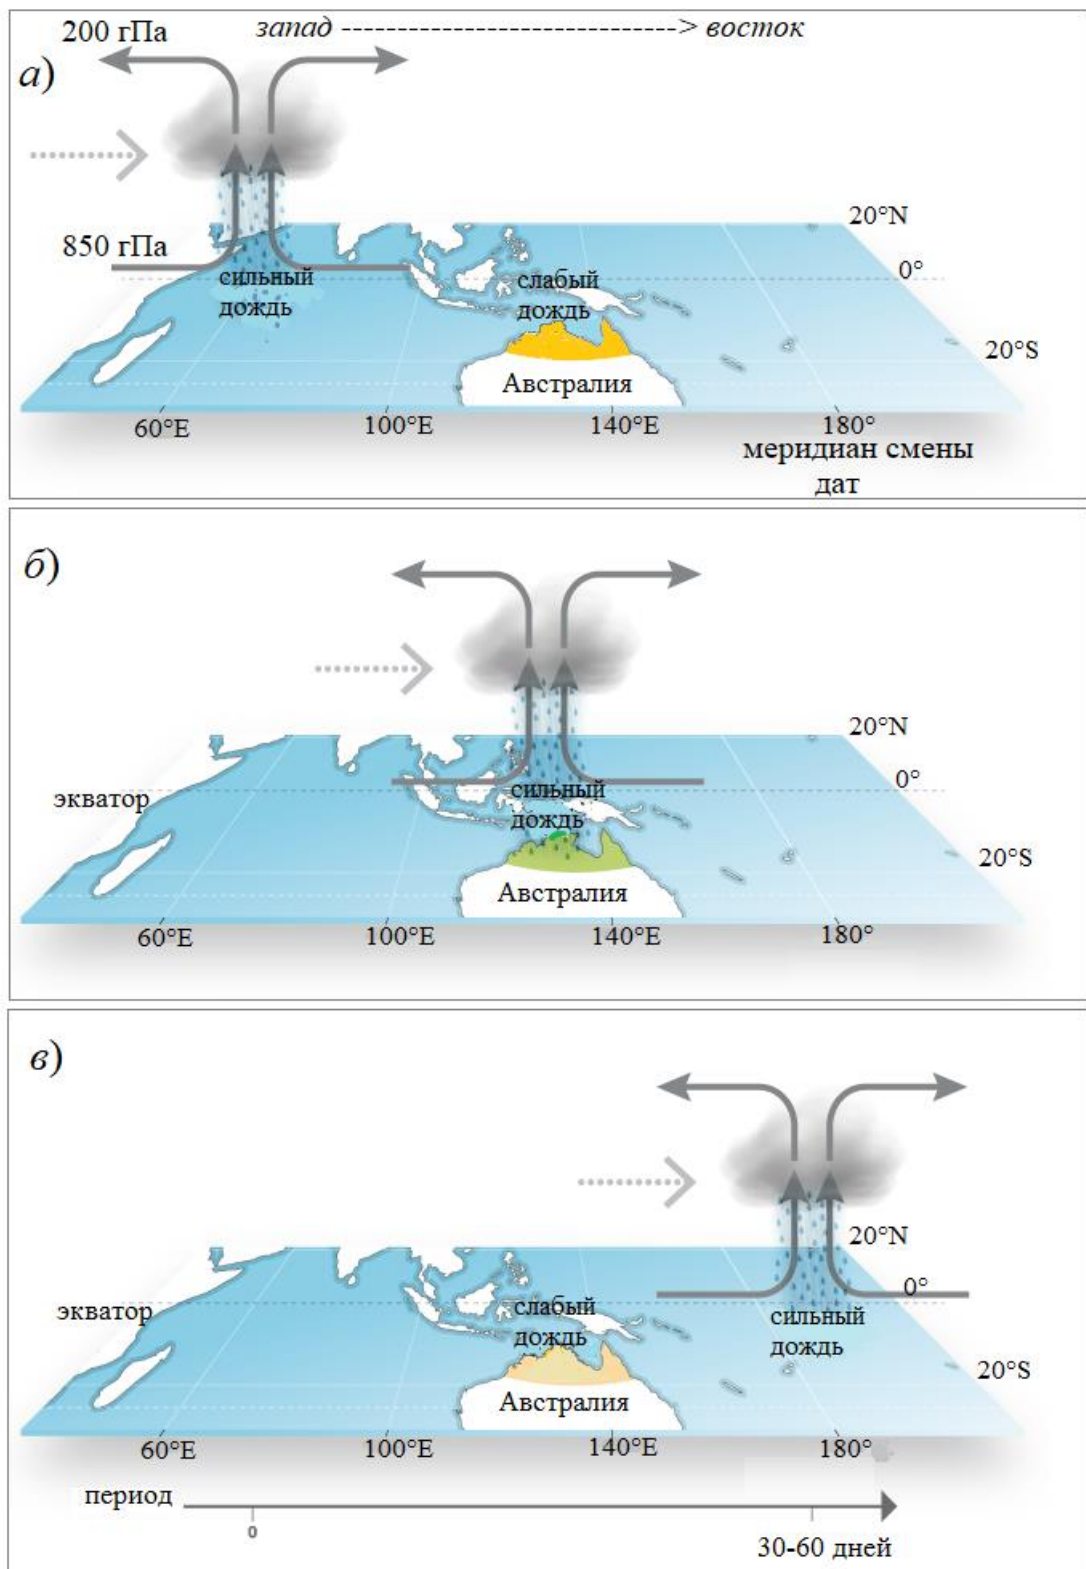 200 гПа
запад ------------------------------> восток
а)
20°N
850 гПа
0°
сильный
дождь
слабый
дождь
20°S
Австралия
60°E
100°E
140°E
180°
меридиан смены
дат
б)
20°N
0°
экватор
сильный
дождь
20°S
Австралия
60°E
100°E
140°E
180°
в)
20°N
0°
экватор
слабый
дождь
сильный
дождь
20°S
Австралия
60°E
100°E
140°E
180°
период
0
30-60 дней